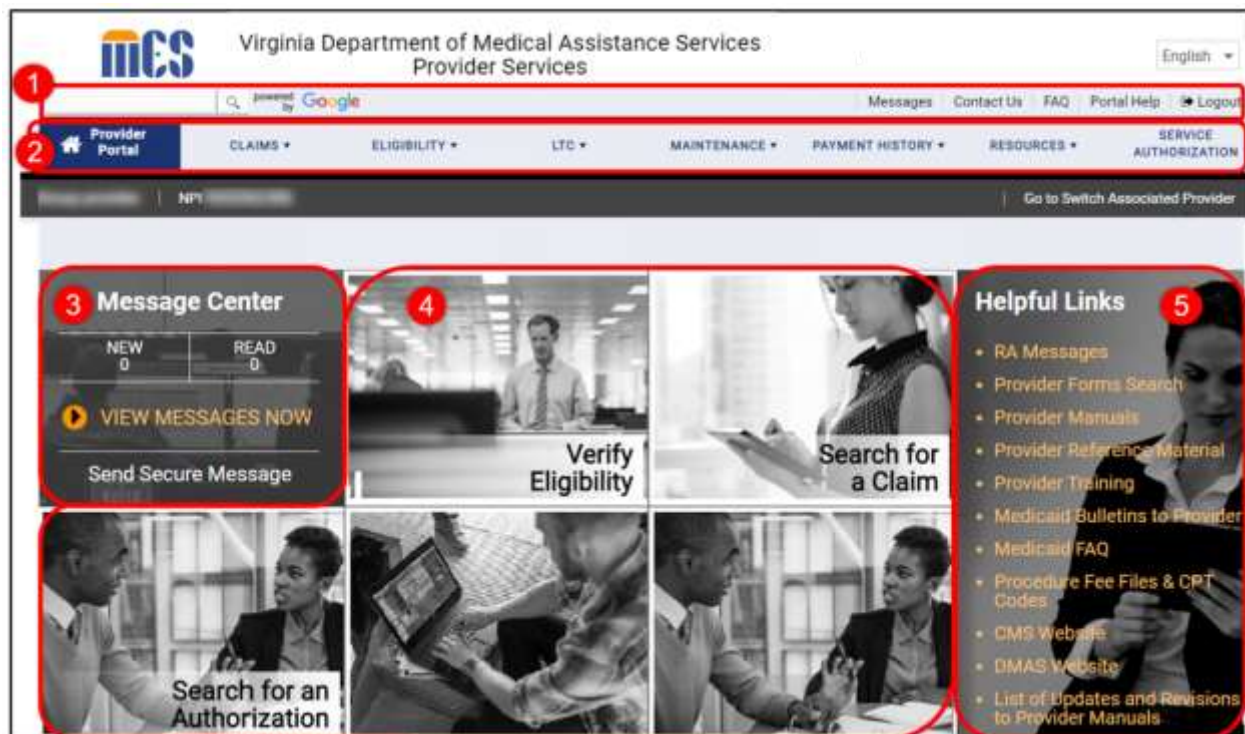 mes
Virginia Department of Medical Assistance Services
Provider Services
English
1
powered by Google
Messages
Contact Us
FAQ
Portal Help
Logout
2
Provider
Portal
CLAIMS
ELIGIBILITY
LTC
MAINTENANCE
PAYMENT HISTORY
RESOURCES
SERVICE
AUTHORIZATION
NPI
Go to Switch Associated Provider
3
Message Center
NEW
0
READ
0
VIEW MESSAGES NOW
Send Secure Message
4
Verify
Eligibility
Search for
a Claim
Search for an
Authorization
5
Helpful Links
RA Messages
Provider Forms Search
Provider Manuals
Provider Reference Material
Provider Training
Medicaid Bulletins to Provider
Medicaid FAQ
Procedure Fee Files & CPT
Codes
CMS Website
DMAS Website
List of Updates and Revisions
to Provider Manuals